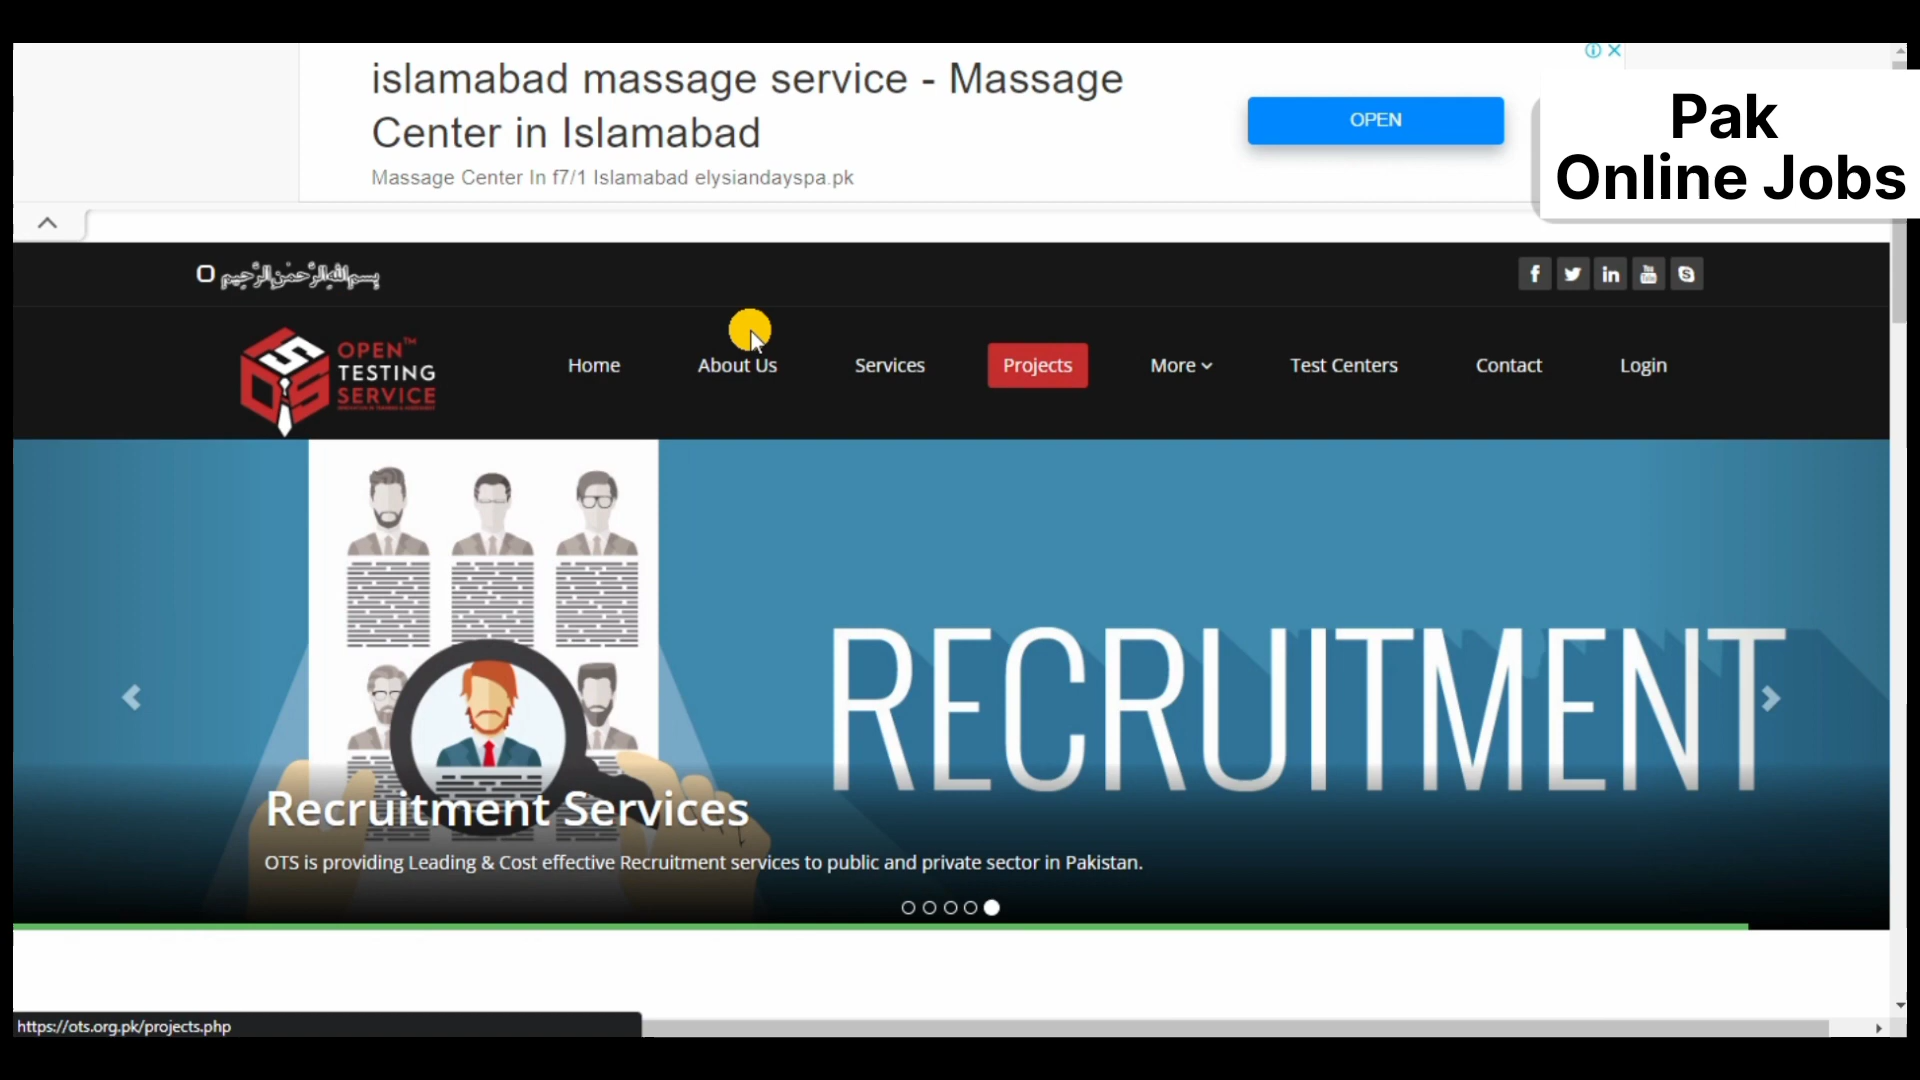 islamabad massage service - Massage
Center in Islamabad
Massage Center In f7/1 Islamabad elysiandayspa.pk
OPEN
Pak
Online Jobs
بسم الله الرحمن الرحيم
OPEN™
TESTING
SERVICE
Home
About Us
Services
Projects
More
Test Centers
Contact
Login
RECRUITMENT
Recruitment Services
OTS is providing Leading & Cost effective Recruitment services to public and private sector in Pakistan.
https://ots.org.pk/projects.php